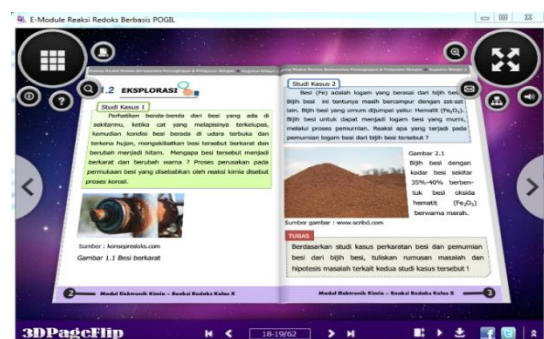 E-Module Reaksi Redoks Berbasis POGIL
1.2 EKSPLORASI
Studi Kasus 1
Perhatikan benda-benda dari besi yang ada di
sekitarmu, ketika cat yang melapisinya terkelupas,
kemudian kondisi besi berada di udara terbuka dan
terkena hujan, mengakibatkan besi tersebut berkarat dan
berubah menjadi hitam. Mengapa besi tersebut menjadi
berkarat dan berubah warna ? Proses perusakan pada
permukaan besi yang disebabkan oleh reaksi kimia disebut
proses korosi.
Sumber : konsepredoks.com
Gambar 1.1 Besi berkarat
2
Modul Elektronik Kimia – Reaksi Redoks Kelas X
Studi Kasus 2
Besi (Fe) adalah logam yang berasal dari bijih besi.
Bijih besi ini tentunya masih bercampur dengan zat-zat
lain. Bijih besi yang umum dijumpai yaitu: Hematit (Fe₂O₃).
Bijih besi untuk dapat menjadi logam besi yang murni,
melalui proses pemurnian. Reaksi apa yang terjadi pada
pemurnian logam besi dari bijih besi tersebut ?
Gambar 2.1
Bijih besi dengan
kadar besi sekitar
35%-40% berben-
tuk besi oksida
hematit (Fe₂O₃)
berwarna merah.
Sumber gambar : www.scribd.com
TUGAS
Berdasarkan studi kasus perkaratan besi dan pemurnian
besi dari bijih besi, tuliskan rumusan masalah dan
hipotesis masalah terkait kedua studi kasus tersebut !
Modul Elektronik Kimia – Reaksi Redoks Kelas X
3
3DPageFlip
18-19/62